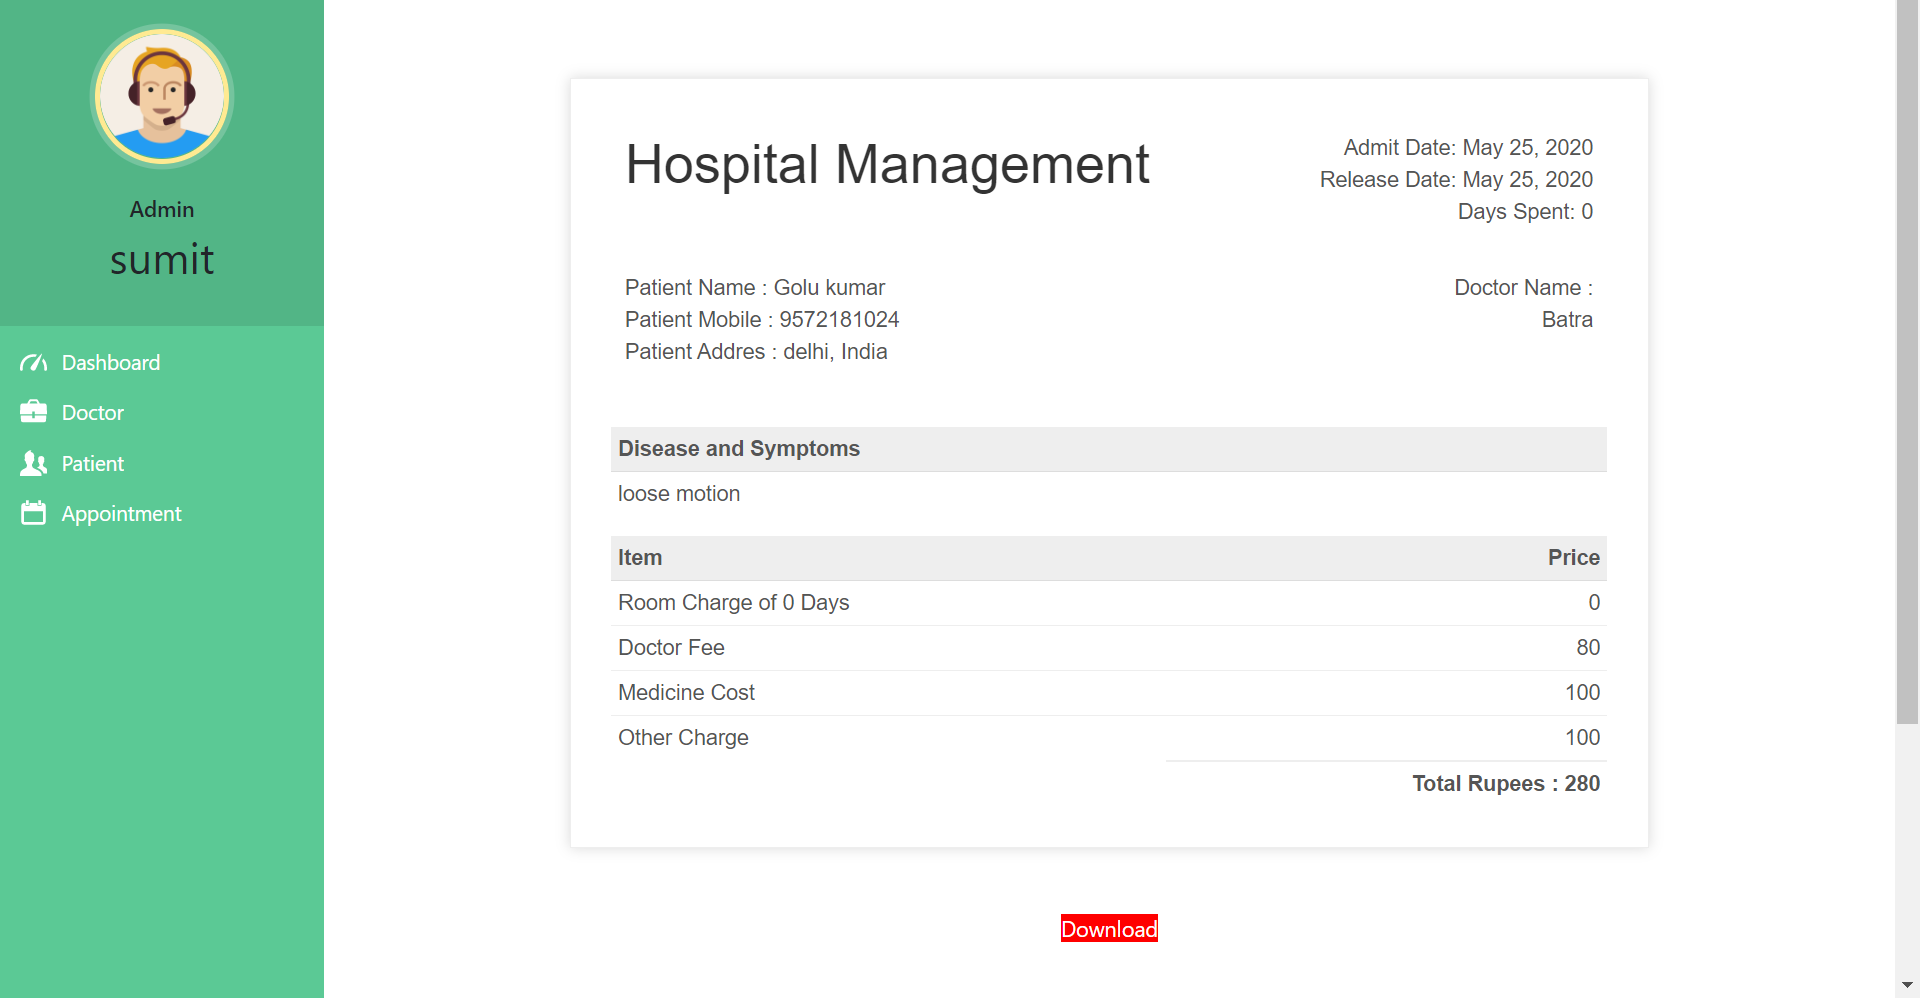 Admin
sumit
Dashboard
Doctor
Patient
Appointment
Hospital Management
Admit Date: May 25, 2020
Release Date: May 25, 2020
Days Spent: 0
Patient Name : Golu kumar
Patient Mobile : 9572181024
Patient Addres : delhi, India
Doctor Name :
Batra
Disease and Symptoms
loose motion
Item Price
Room Charge of 0 Days 0
Doctor Fee 80
Medicine Cost 100
Other Charge 100
Total Rupees : 280
Download